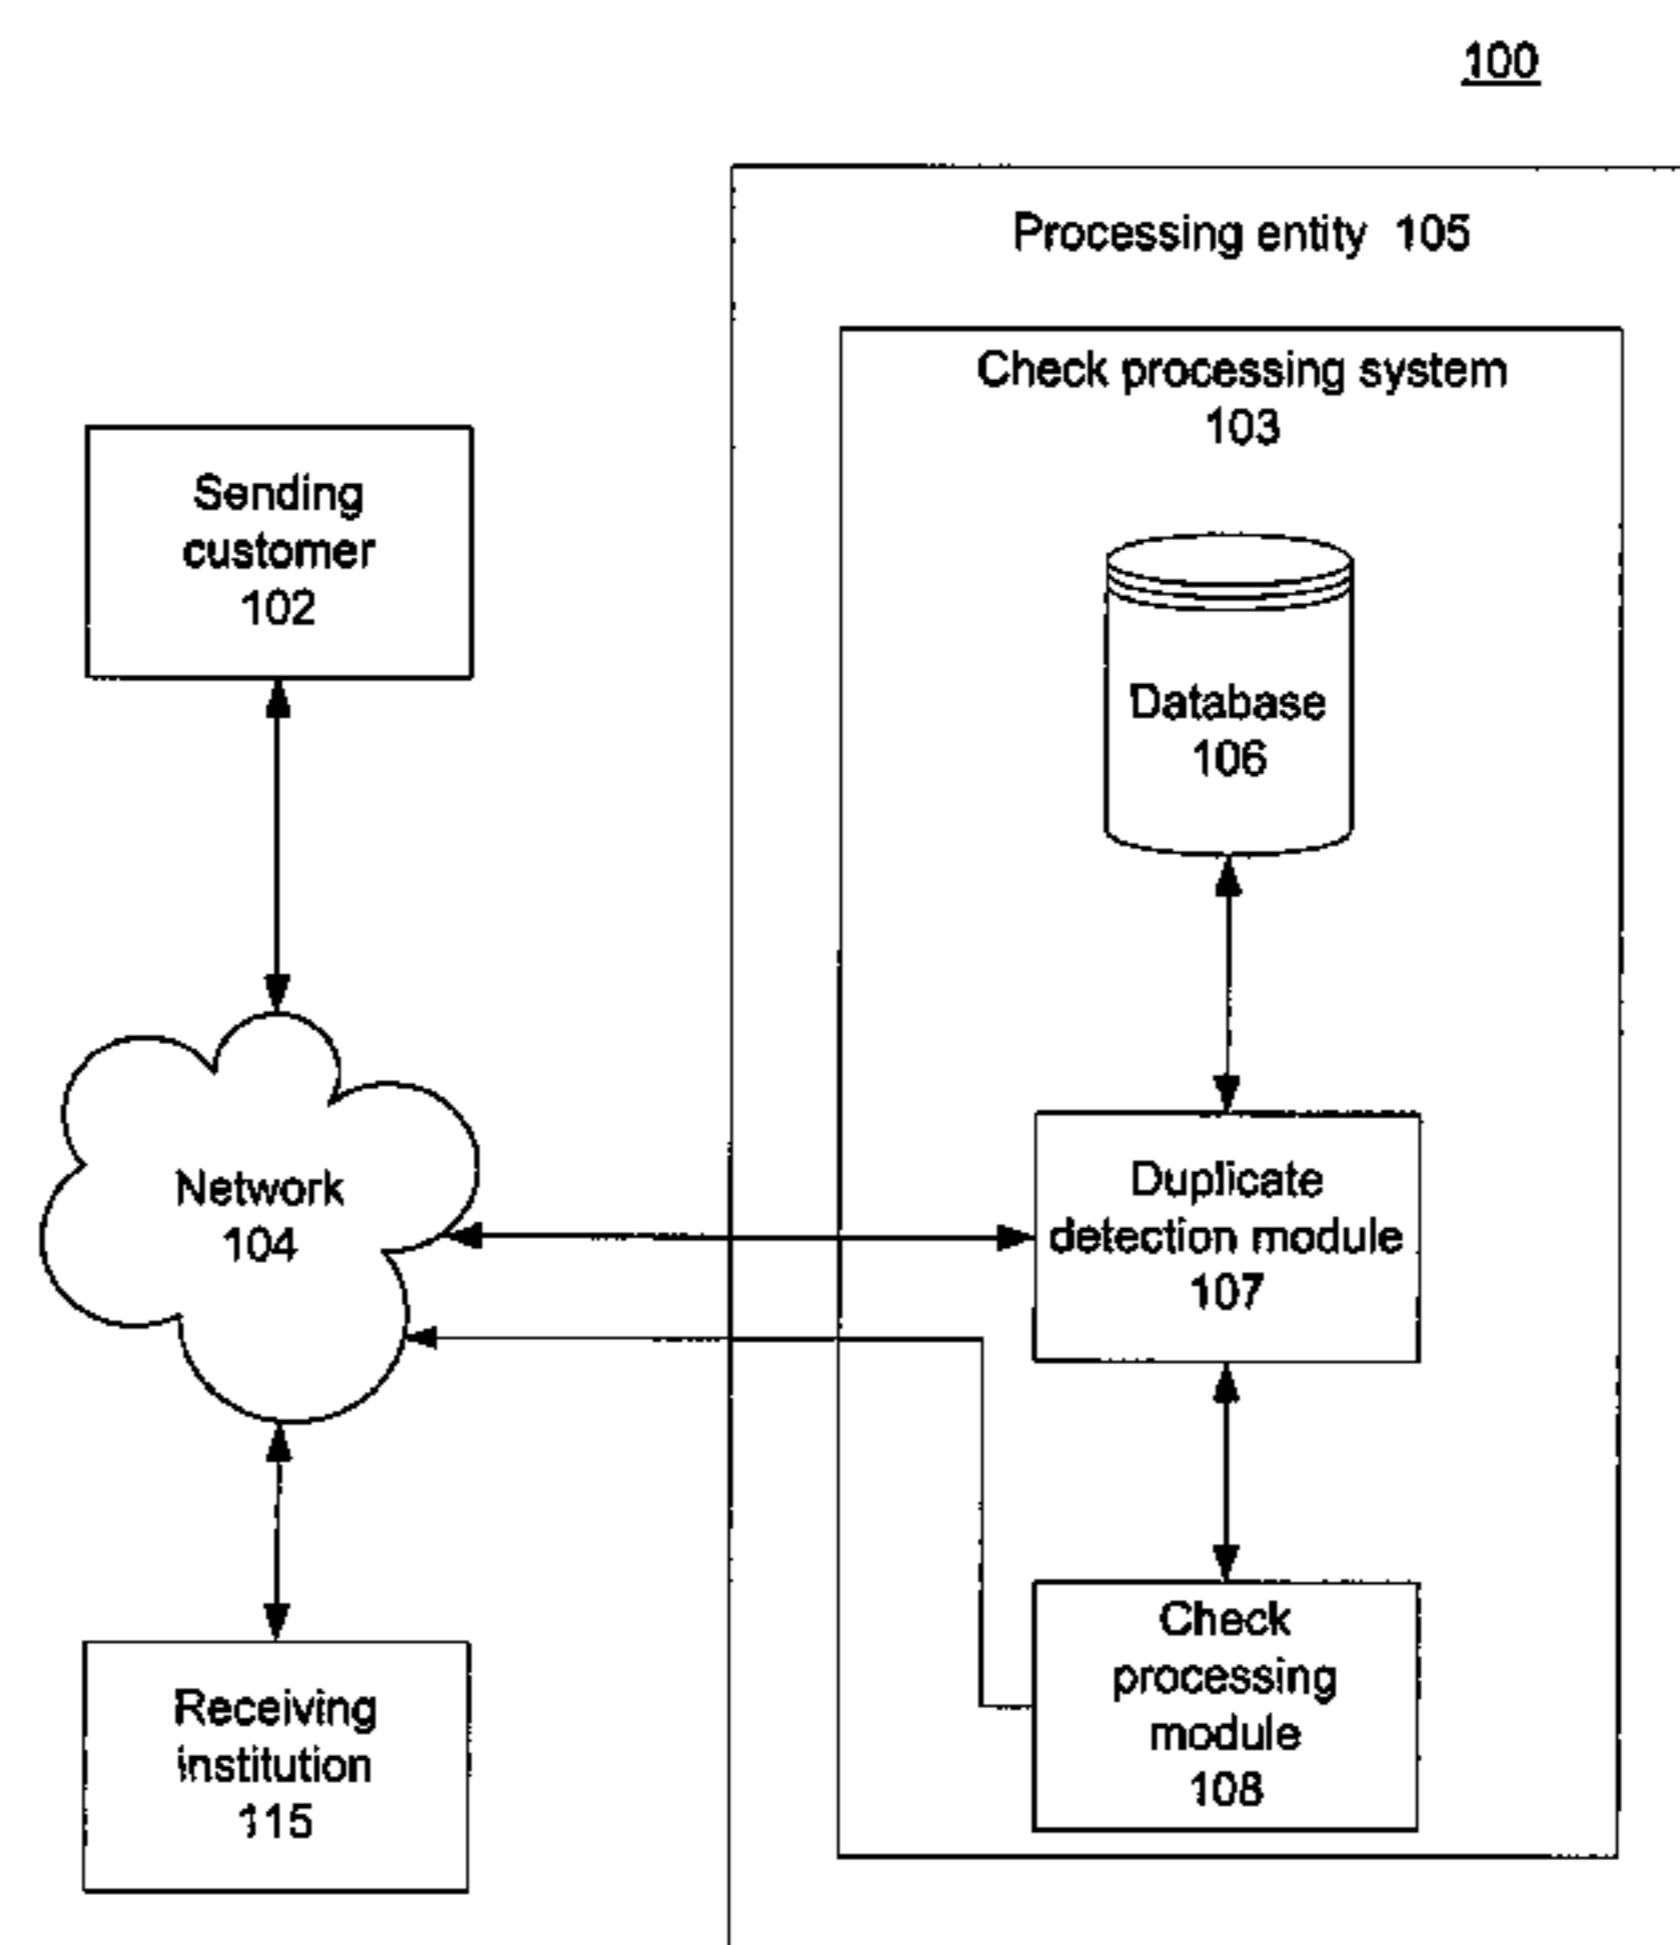 100
Processing entity 105
Check processing system
103
Sending
customer
102
Database
106
Network
104
Duplicate
detection module
107
Check
processing
module
108
Receiving
institution
115